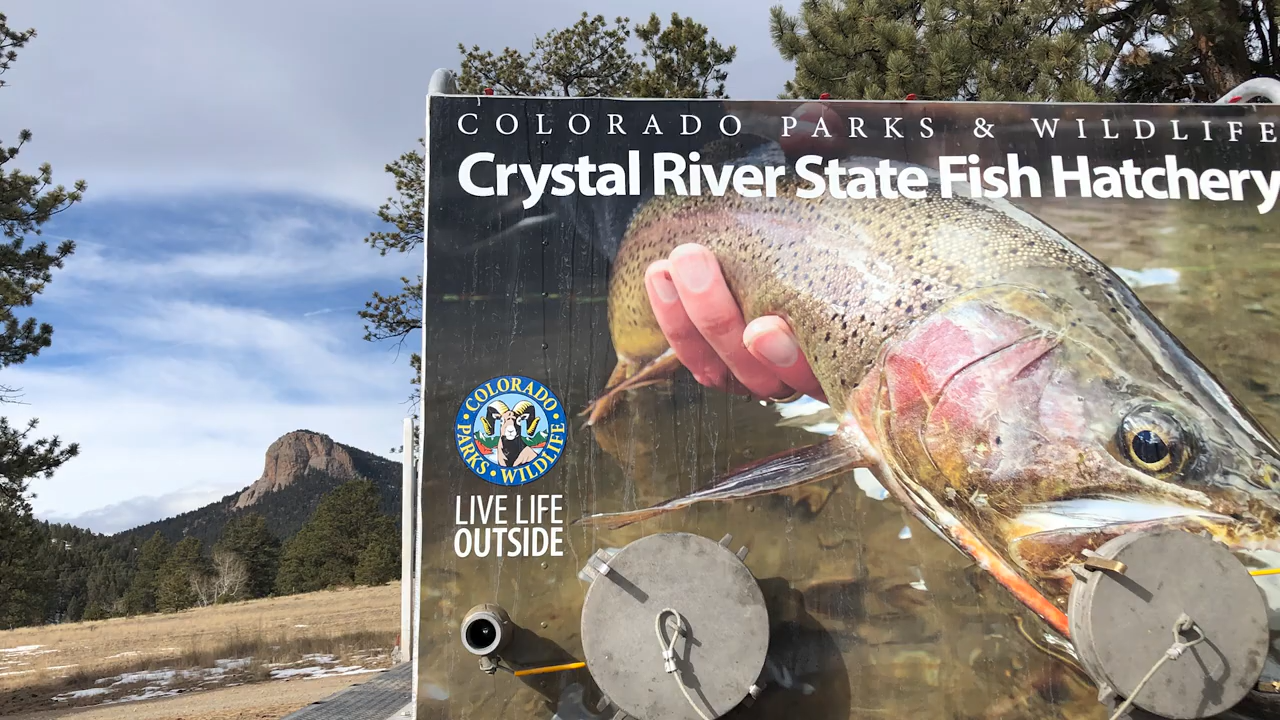 COLORADO PARKS & WILDLIFE
Crystal River State Fish Hatchery
COLORADO
PARKS • WILDLIFE
LIVE LIFE
OUTSIDE